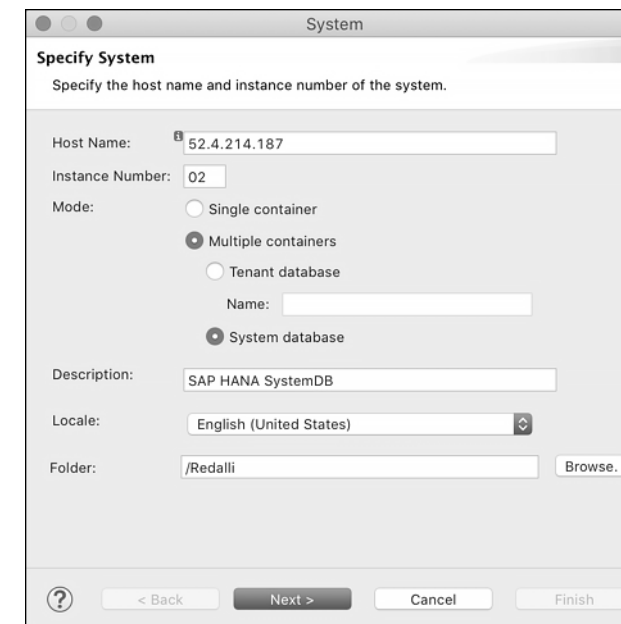 System
Specify System
Specify the host name and instance number of the system.
Host Name: 52.4.214.187
Instance Number: 02
Mode: Single container
Multiple containers
Tenant database
Name:
System database
Description: SAP HANA SystemDB
Locale: English (United States)
Folder: /Redalli Browse.
? < Back Next > Cancel Finish